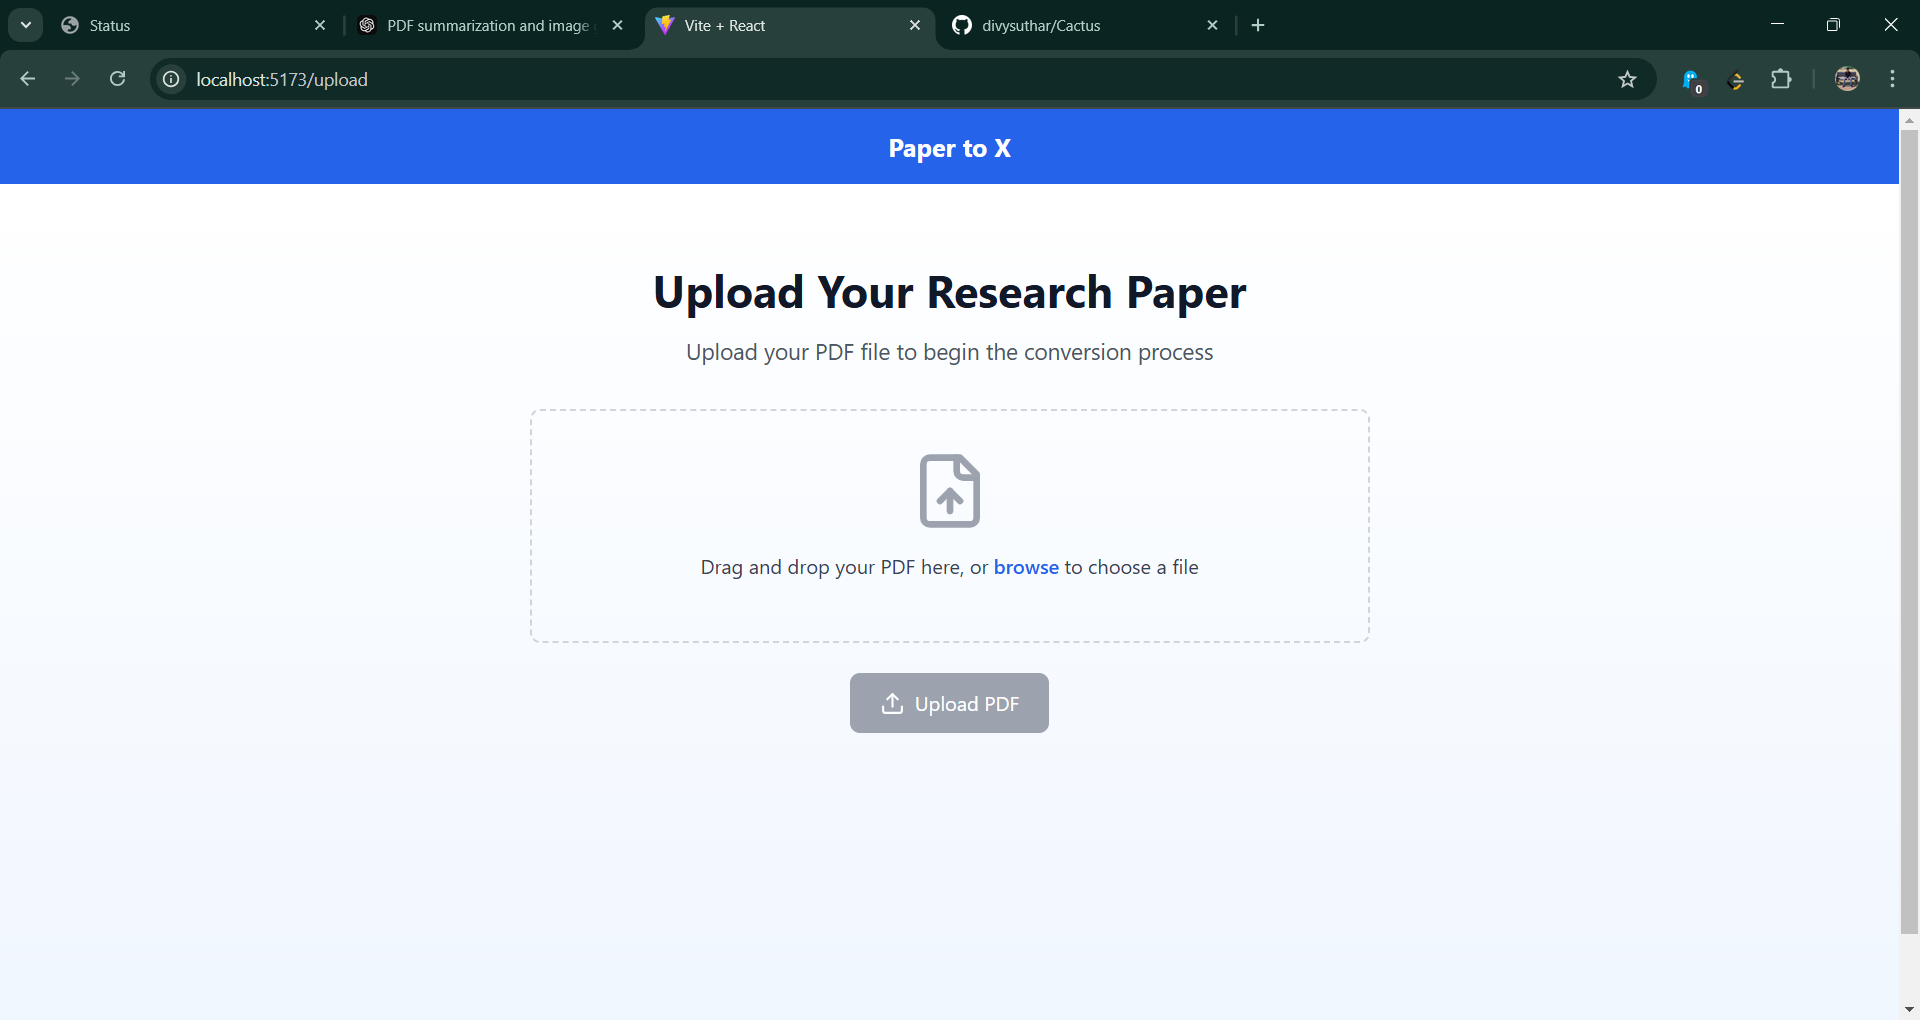 Status
PDF summarization and image
Vite + React
divysuthar/Cactus
localhost:5173/upload
0
Paper to X
Upload Your Research Paper
Upload your PDF file to begin the conversion process
Drag and drop your PDF here, or browse to choose a file
Upload PDF